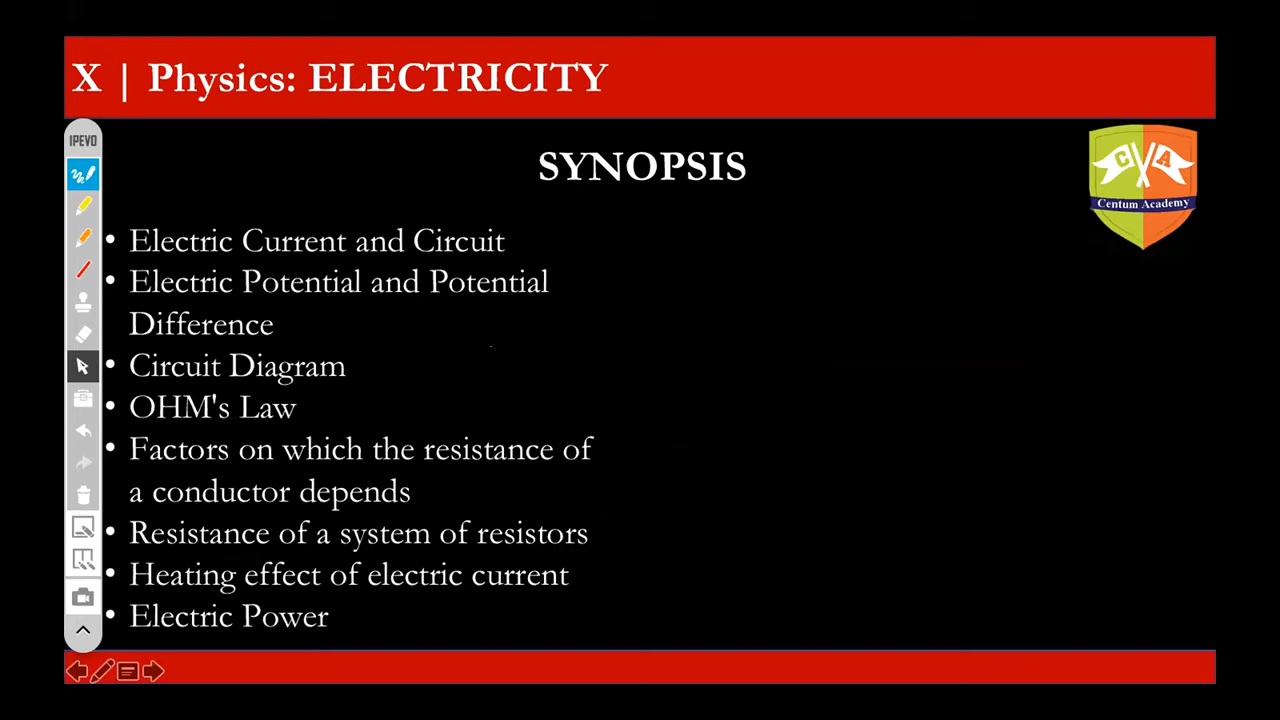 X | Physics: ELECTRICITY
IPEVO
SYNOPSIS
C A
Centum Academy
• Electric Current and Circuit
• Electric Potential and Potential
Difference
• Circuit Diagram
• OHM's Law
• Factors on which the resistance of
a conductor depends
• Resistance of a system of resistors
• Heating effect of electric current
• Electric Power